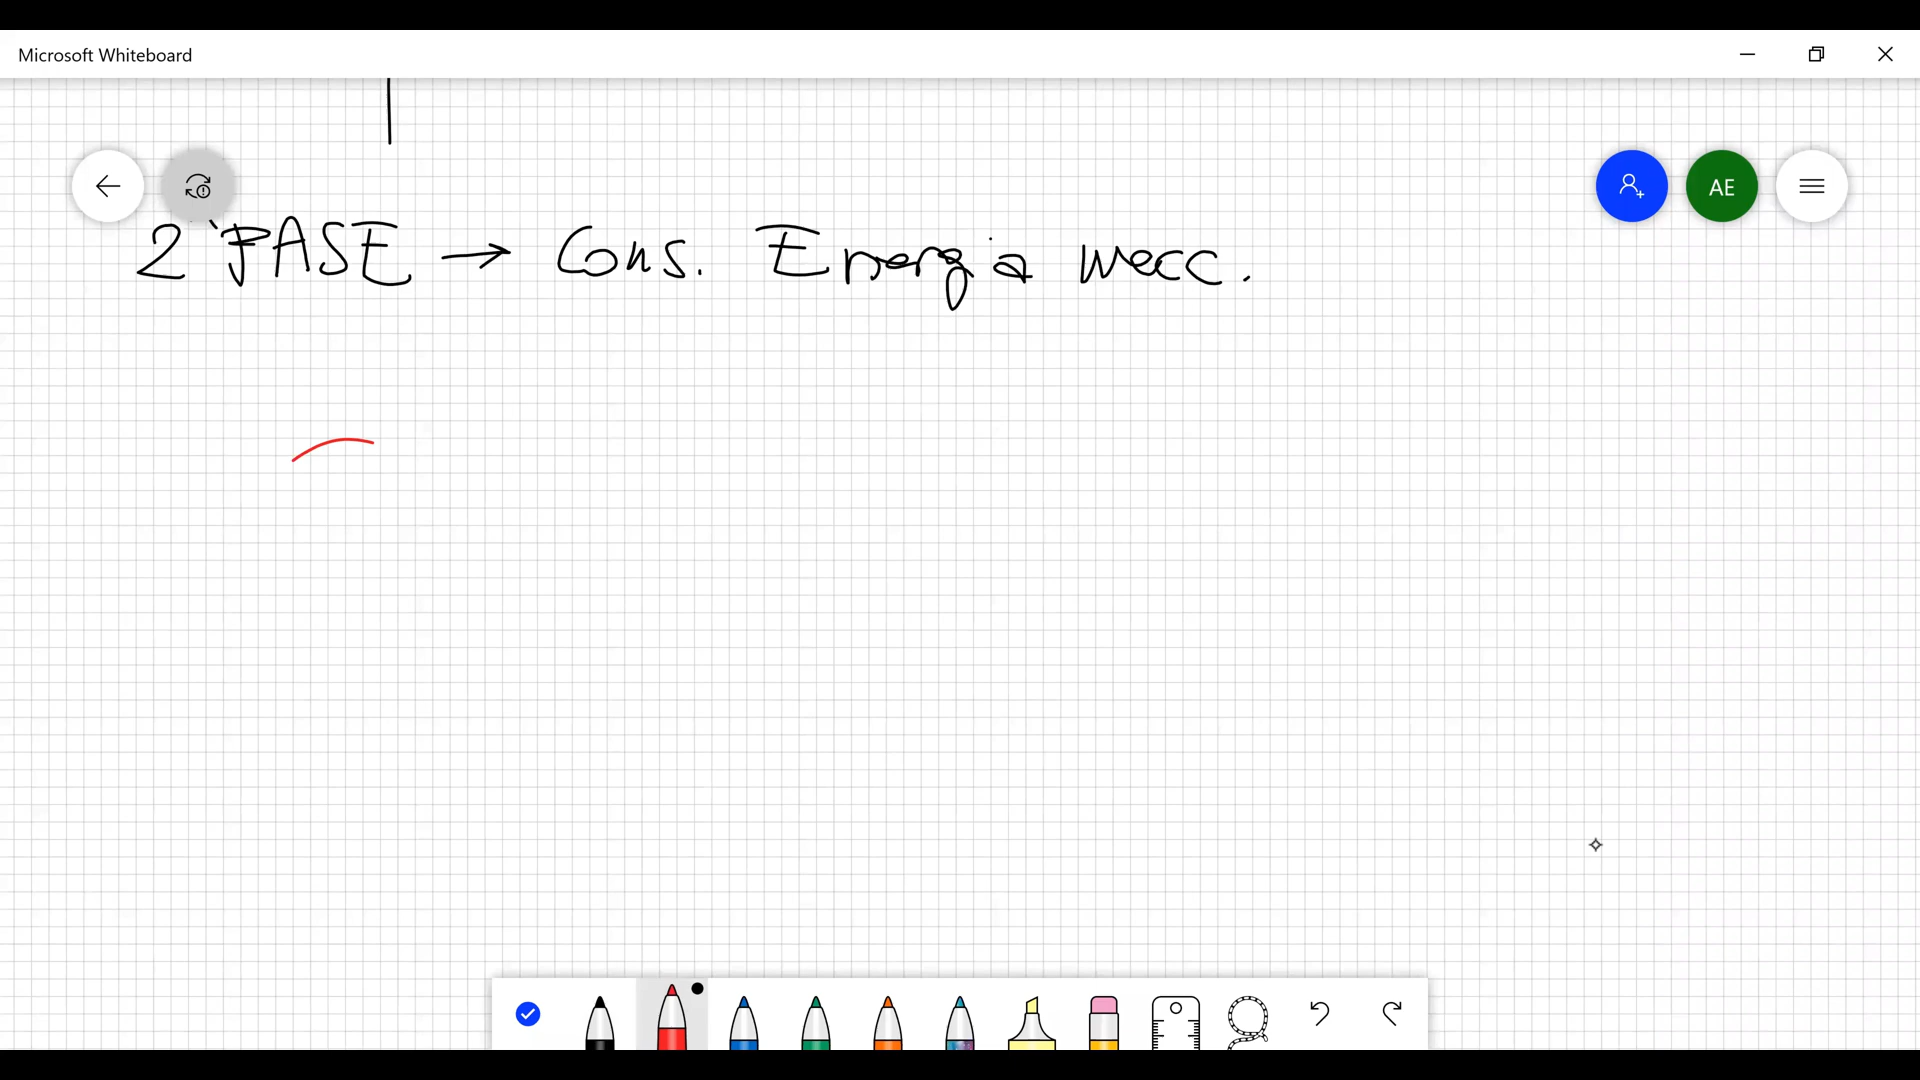 Microsoft Whiteboard
AE
2ᵃ FASE → Cons. Energia mecc.